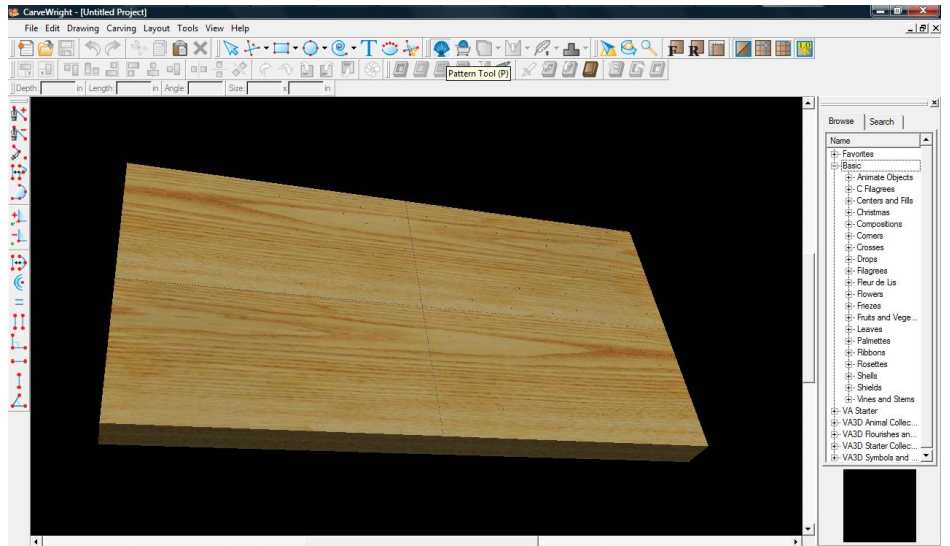 CarveWright - [Untitled Project]
File Edit Drawing Carving Layout Tools View Help
T F R
Pattern Tool (P)
Depth: in Length: in Angle: Size: x in
Browse Search
Name
Favorites
Basic
Animate Objects
C Filagrees
Centers and Fills
Christmas
Compositions
Corners
Crosses
Drops
Filagrees
Fleur de Lis
Flowers
Friezes
Fruits and Vege...
Leaves
Palmettes
Ribbons
Rosettes
Shells
Shields
Vines and Stems
VA Starter
VA3D Animal Collec...
VA3D Flourishes an...
VA3D Starter Collec...
VA3D Symbols and ...